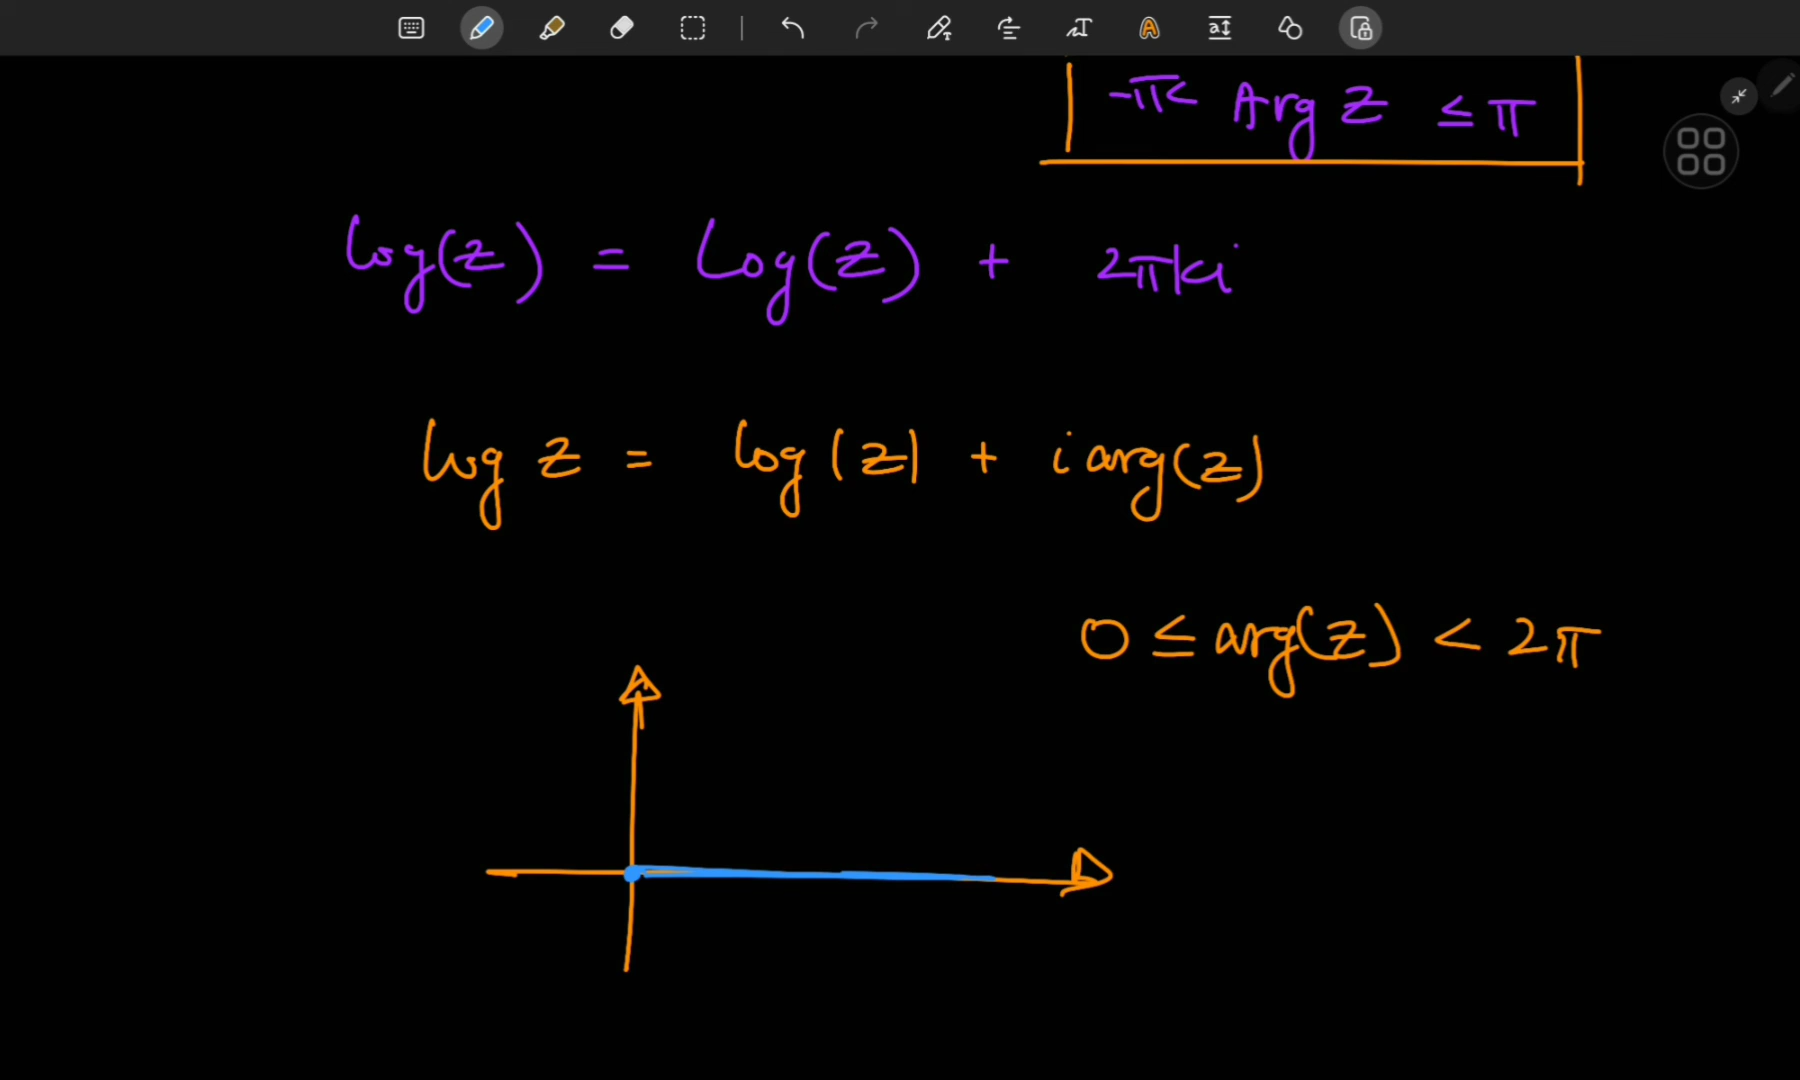 -π< Arg z ≤ π
log(z) = Log(z) + 2πki
log z = log |z| + i arg(z)
0 ≤ arg(z) < 2π